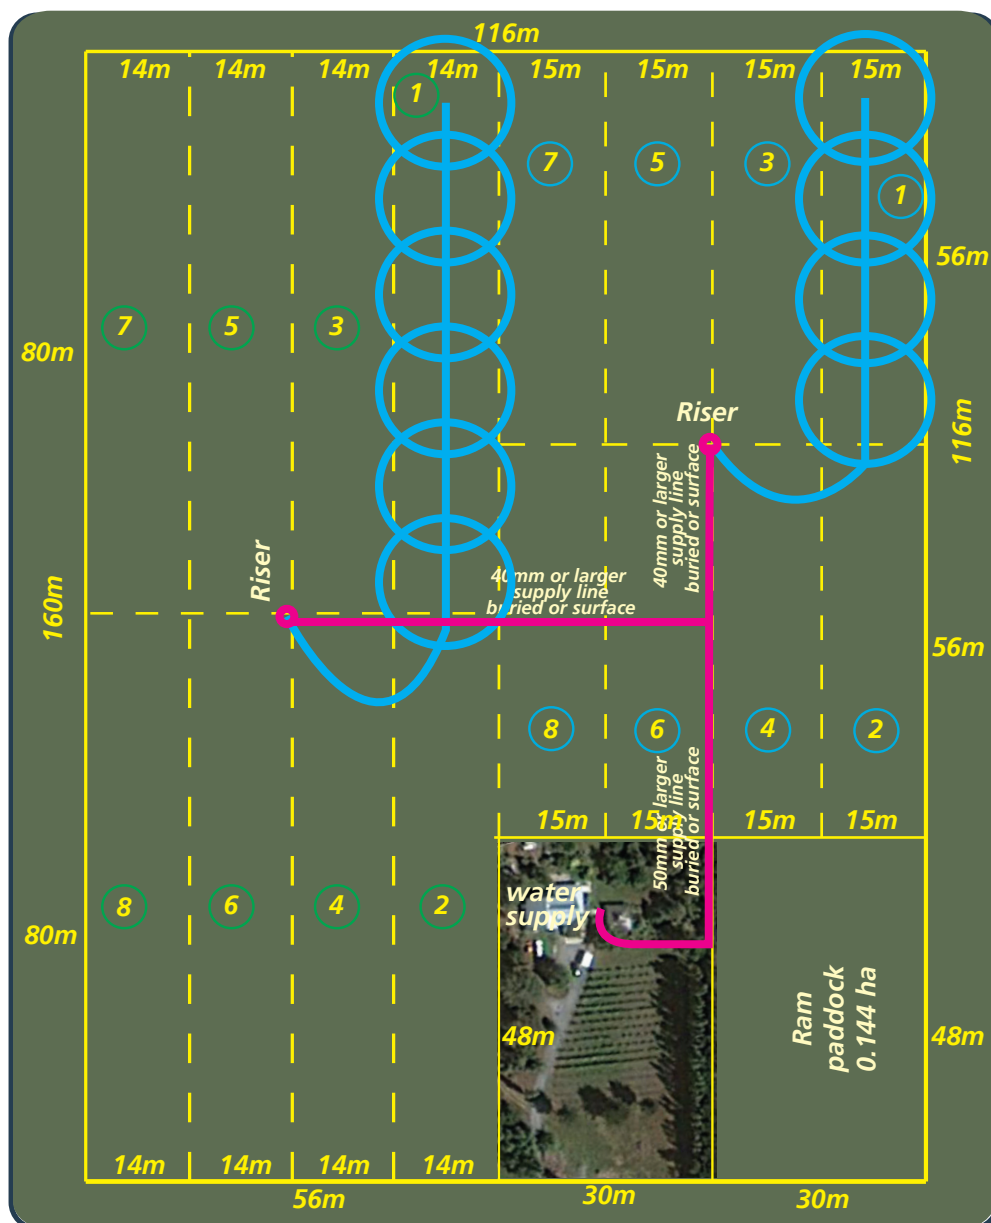 116m
14m 14m 14m 14m 15m 15m 15m 15m
1
7 5 3
1
56m
7 5 3
80m
Riser
116m
40mm or larger
supply line
buried or surface
Riser
40mm or larger
supply line
buried or surface
160m
56m
8 6 4 2
50mm or larger
supply line
buried or surface
15m 15m 15m 15m
water
supply
8 6 4 2
80m
Ram
paddock
0.144 ha
48m
48m
14m 14m 14m 14m
56m
30m
30m